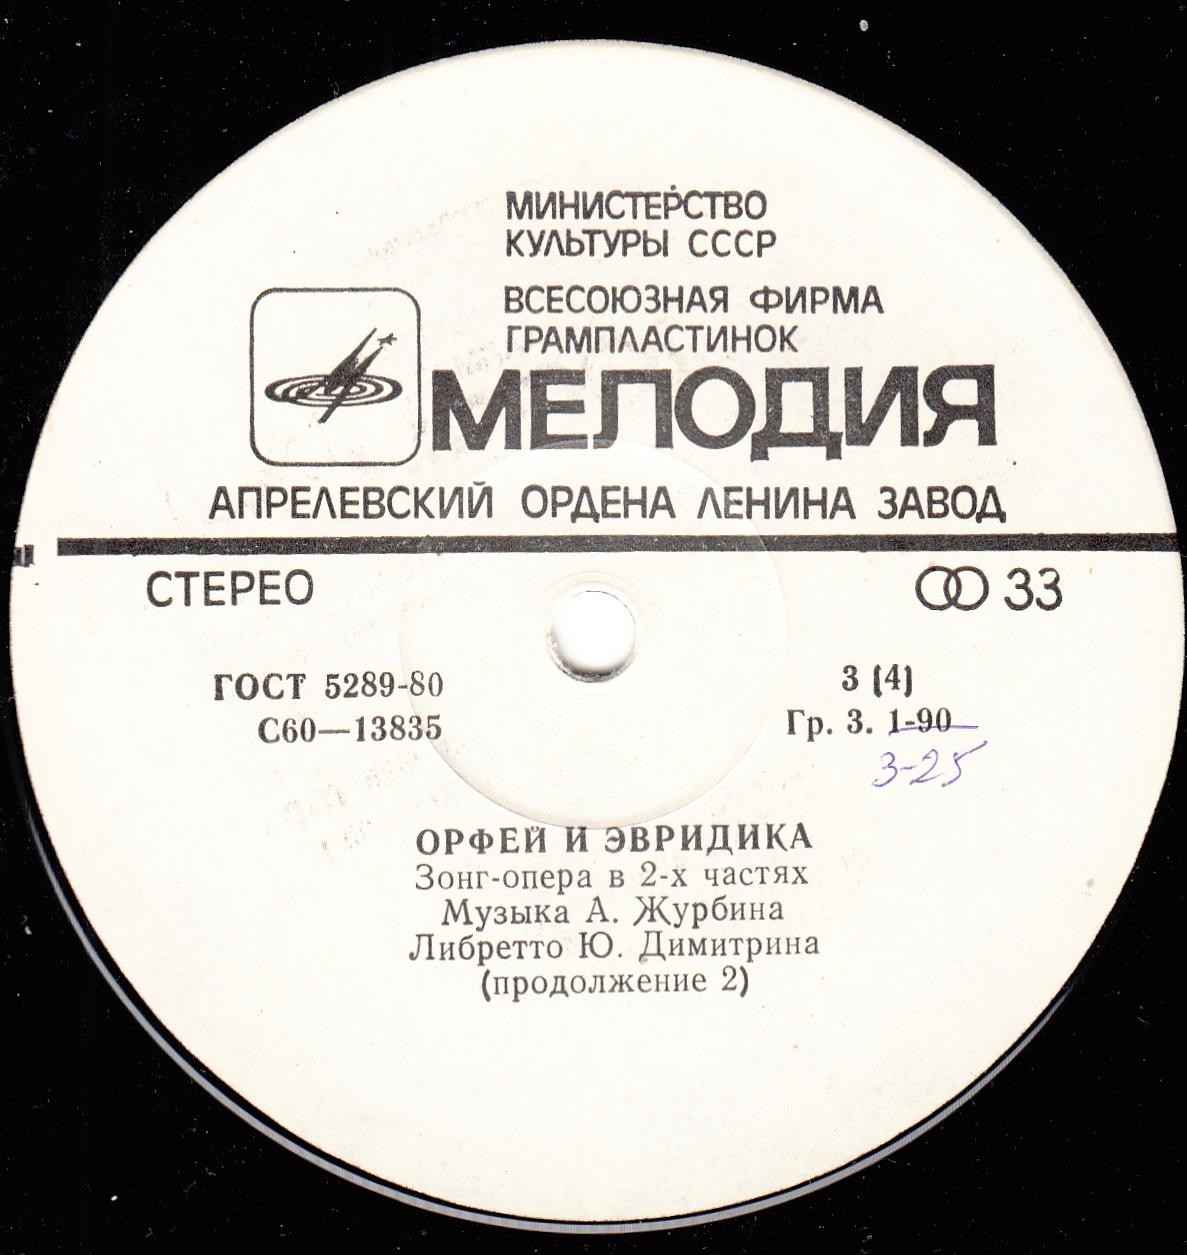 МИНИСТЕРСТВО
КУЛЬТУРЫ СССР
ВСЕСОЮЗНАЯ ФИРМА
ГРАМПЛАСТИНОК
МЕЛОДИЯ
АПРЕЛЕВСКИЙ ОРДЕНА ЛЕНИНА ЗАВОД
СТЕРЕО
33
ГОСТ 5289-80
С60—13835
3 (4)
Гр. 3. 1-90
3-25
ОРФЕЙ И ЭВРИДИКА
Зонг-опера в 2-х частях
Музыка А. Журбина
Либретто Ю. Димитрина
(продолжение 2)